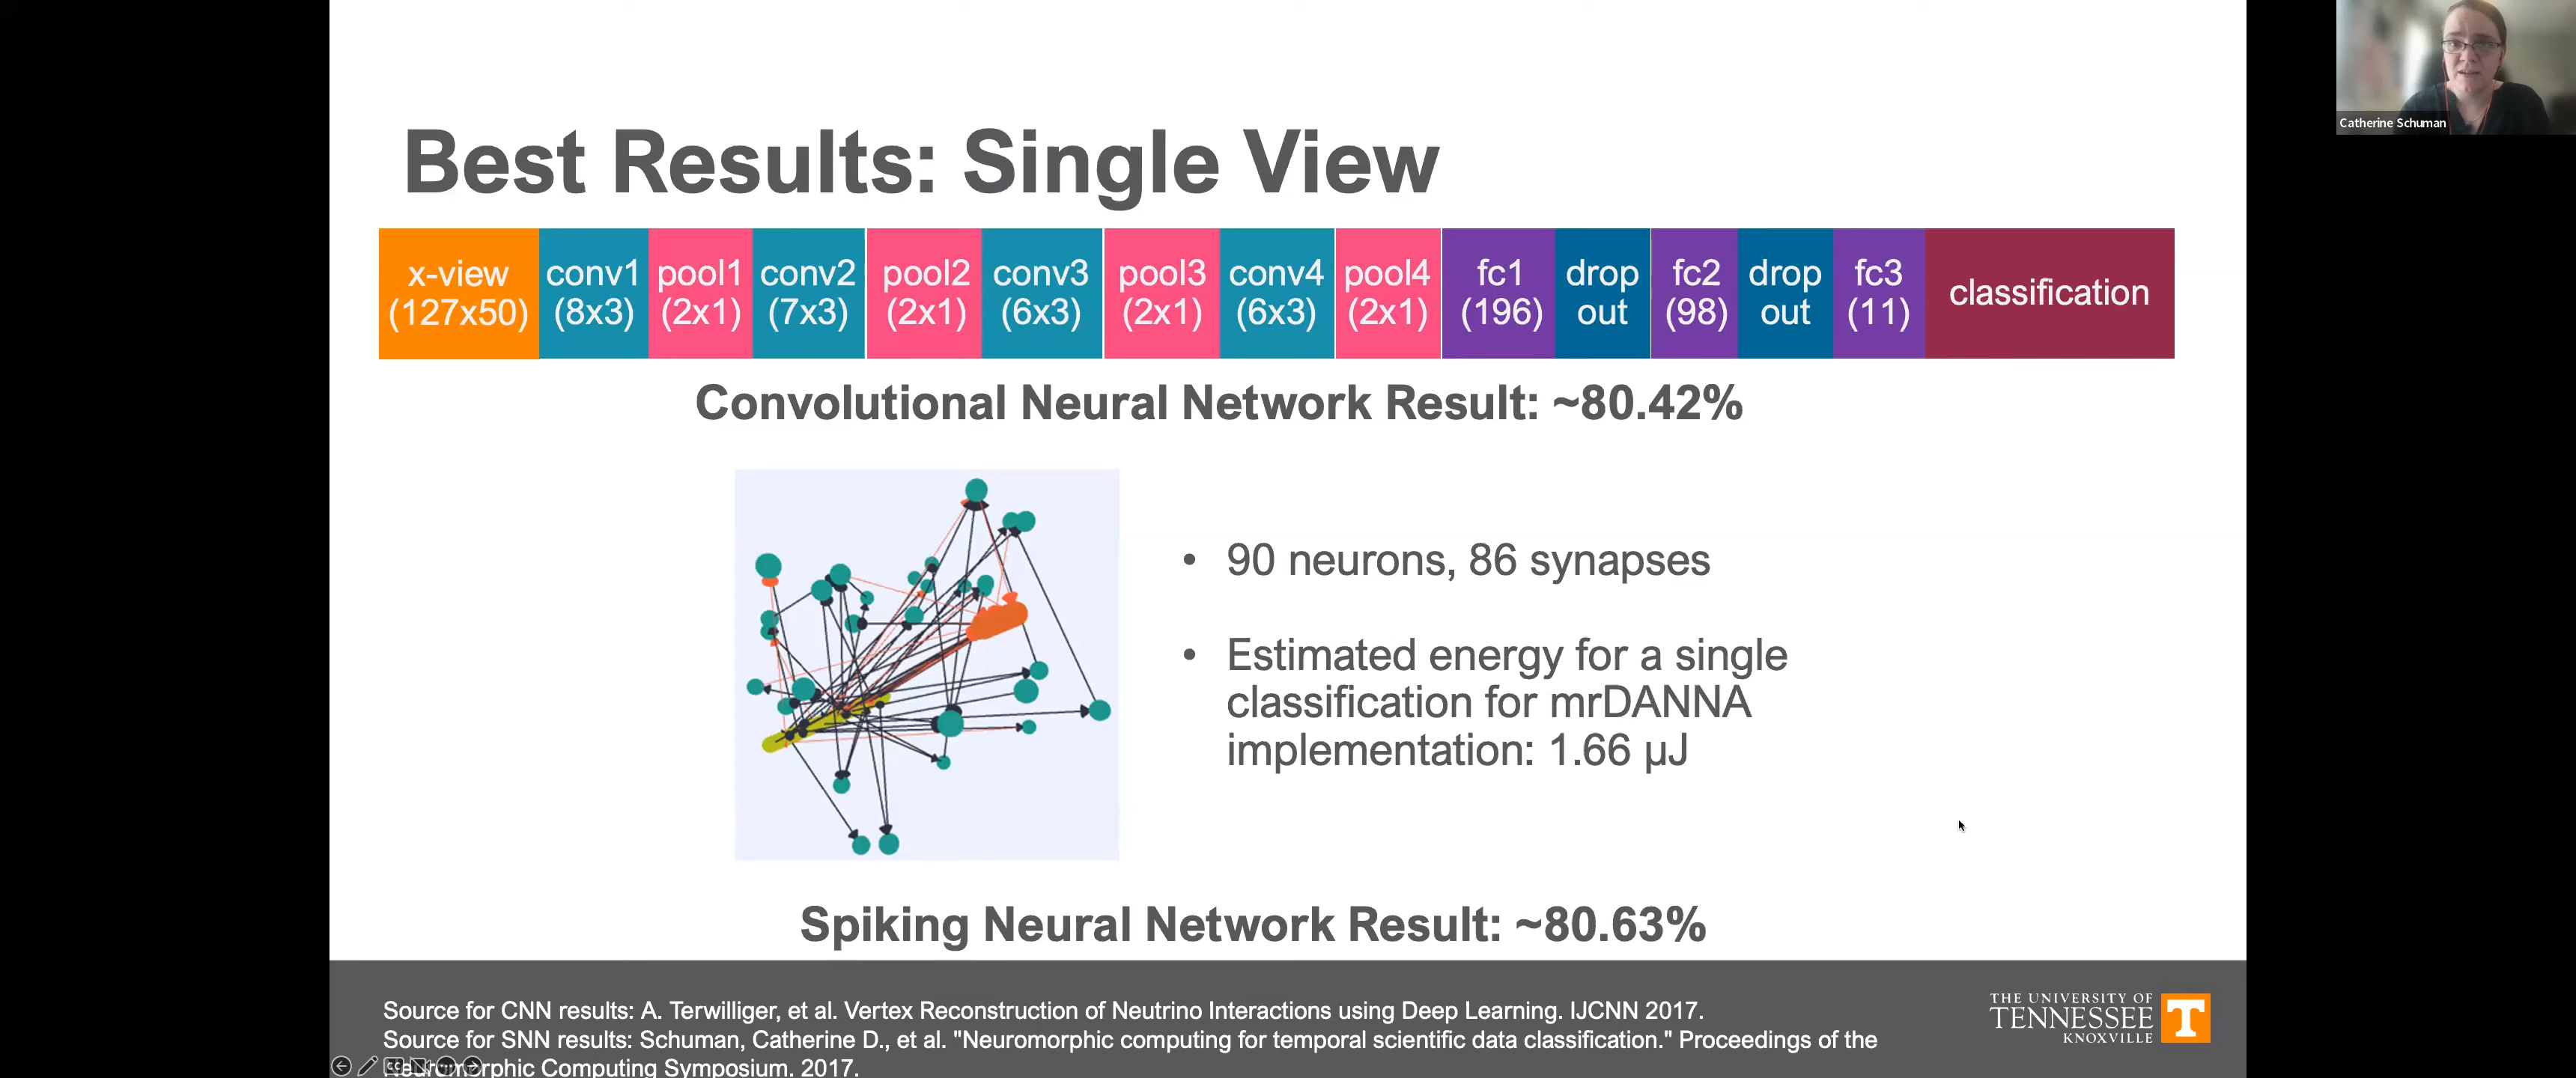 Catherine Schuman
Best Results: Single View
x-view
(127x50)
conv1
(8x3)
pool1
(2x1)
conv2
(7x3)
pool2
(2x1)
conv3
(6x3)
pool3
(2x1)
conv4
(6x3)
pool4
(2x1)
fc1
(196)
drop
out
fc2
(98)
drop
out
fc3
(11)
classification
Convolutional Neural Network Result: ~80.42%
• 90 neurons, 86 synapses
• Estimated energy for a single
classification for mrDANNA
implementation: 1.66 µJ
Spiking Neural Network Result: ~80.63%
Source for CNN results: A. Terwilliger, et al. Vertex Reconstruction of Neutrino Interactions using Deep Learning. IJCNN 2017.
Source for SNN results: Schuman, Catherine D., et al. "Neuromorphic computing for temporal scientific data classification." Proceedings of the
Neuromorphic Computing Symposium. 2017.
THE UNIVERSITY OF
TENNESSEE
KNOXVILLE
T